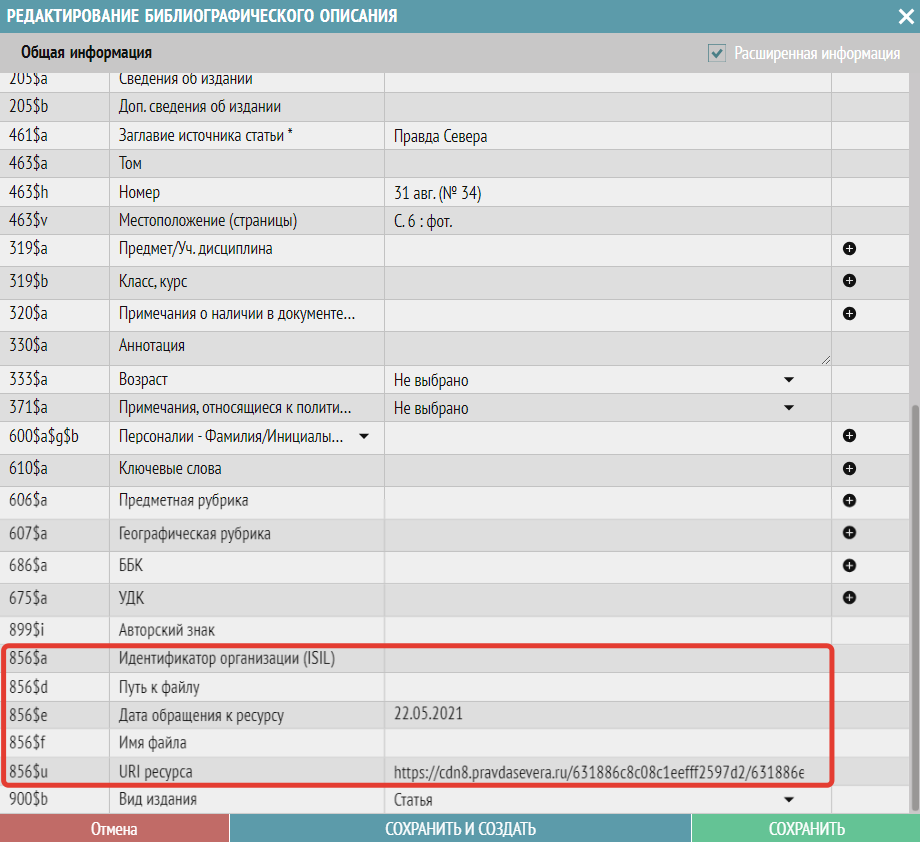 РЕДАКТИРОВАНИЕ БИБЛИОГРАФИЧЕСКОГО ОПИСАНИЯ
Общая информация Расширенная информация
205$a Сведения об издании
205$b Доп. сведения об издании
461$a Заглавие источника статьи * Правда Севера
463$a Том
463$h Номер 31 авг. (№ 34)
463$v Местоположение (страницы) С. 6 : фот.
319$a Предмет/Уч. дисциплина
319$b Класс, курс
320$a Примечания о наличии в документе...
330$a Аннотация
333$a Возраст Не выбрано
371$a Примечания, относящиеся к полити... Не выбрано
600$a$g$b Персоналии - Фамилия/Инициалы...
610$a Ключевые слова
606$a Предметная рубрика
607$a Географическая рубрика
686$a ББК
675$a УДК
899$i Авторский знак
856$a Идентификатор организации (ISIL)
856$d Путь к файлу
856$e Дата обращения к ресурсу 22.05.2021
856$f Имя файла
856$u URI ресурса https://cdn8.pravdasevera.ru/631886c8c08c1eefff2597d2/631886e
900$b Вид издания Статья
Отмена СОХРАНИТЬ И СОЗДАТЬ СОХРАНИТЬ